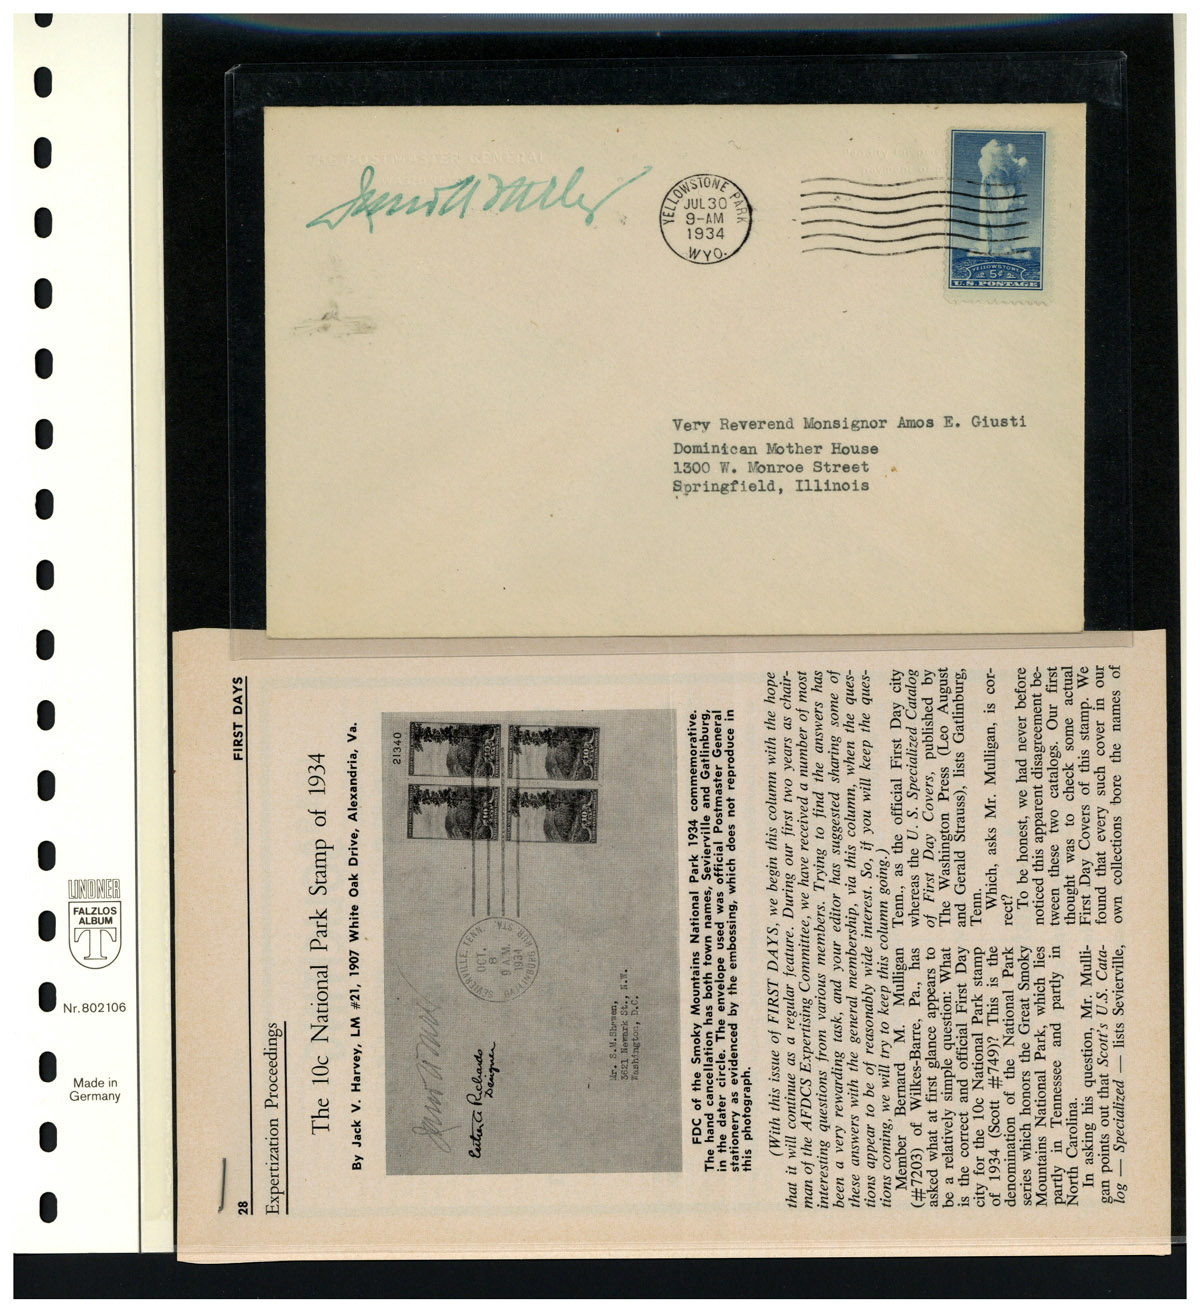 THE POSTMASTER GENERAL
YELLOWSTONE PARK
JUL 30
9-AM
1934
WYO.
YELLOWSTONE
5¢
U.S. POSTAGE
Very Reverend Monsignor Amos E. Giusti
Dominican Mother House
1300 W. Monroe Street
Springfield, Illinois
LINDNER
FALZLOS
ALBUM
T
Nr. 802106
Made in
Germany
28
FIRST DAYS
Expertization Proceedings
The 10c National Park Stamp of 1934
By Jack V. Harvey, LM #21, 1907 White Oak Drive, Alexandria, Va.
21340
SEVIERVILLE TENN.
OCT.
8
9 A.M.
1934
Esther A Richards
Designer
Mr. S.M.
3621 Newark St., N.W.
Washington, D.C.
FDC of the Smoky Mountains National Park 1934 commemorative.
The hand cancellation has both town names, Sevierville and Gatlinburg,
in the dater circle. The envelope used was official Postmaster General
stationery as evidenced by the embossing, which does not reproduce in
this photograph.
(With this issue of FIRST DAYS, we begin this column with the hope
that it will continue as a regular feature. During our first two years as chair-
man of the AFDCS Expertising Committee, we have received a number of most
interesting questions from various members. Trying to find the answers has
been a very rewarding task, and your editor has suggested sharing some of
these answers with the general membership, via this column, when the ques-
tions appear to be of reasonably wide interest. So, if you will keep the ques-
tions coming, we will try to keep this column going.)
Member Bernard M. Mulligan
(#7203) of Wilkes-Barre, Pa., has
asked what at first glance appears to
be a relatively simple question: What
is the correct and official First Day
city for the 10c National Park stamp
of 1934 (Scott #749)? This is the
denomination of the National Park
series which honors the Great Smoky
Mountains National Park, which lies
partly in Tennessee and partly in
North Carolina.
In asking his question, Mr. Mulli-
gan points out that Scott's U.S. Cata-
log — Specialized — lists Sevierville,
Tenn., as the official First Day city
whereas the U. S. Specialized Catalog
of First Day Covers, published by
The Washington Press (Leo August
and Gerald Strauss), lists Gatlinburg,
Tenn.
Which, asks Mr. Mulligan, is cor-
rect?
To be honest, we had never before
noticed this apparent disagreement be-
tween these two catalogs. Our first
thought was to check some actual
First Day Covers of this stamp. We
found that every such cover in our
own collections bore the names of